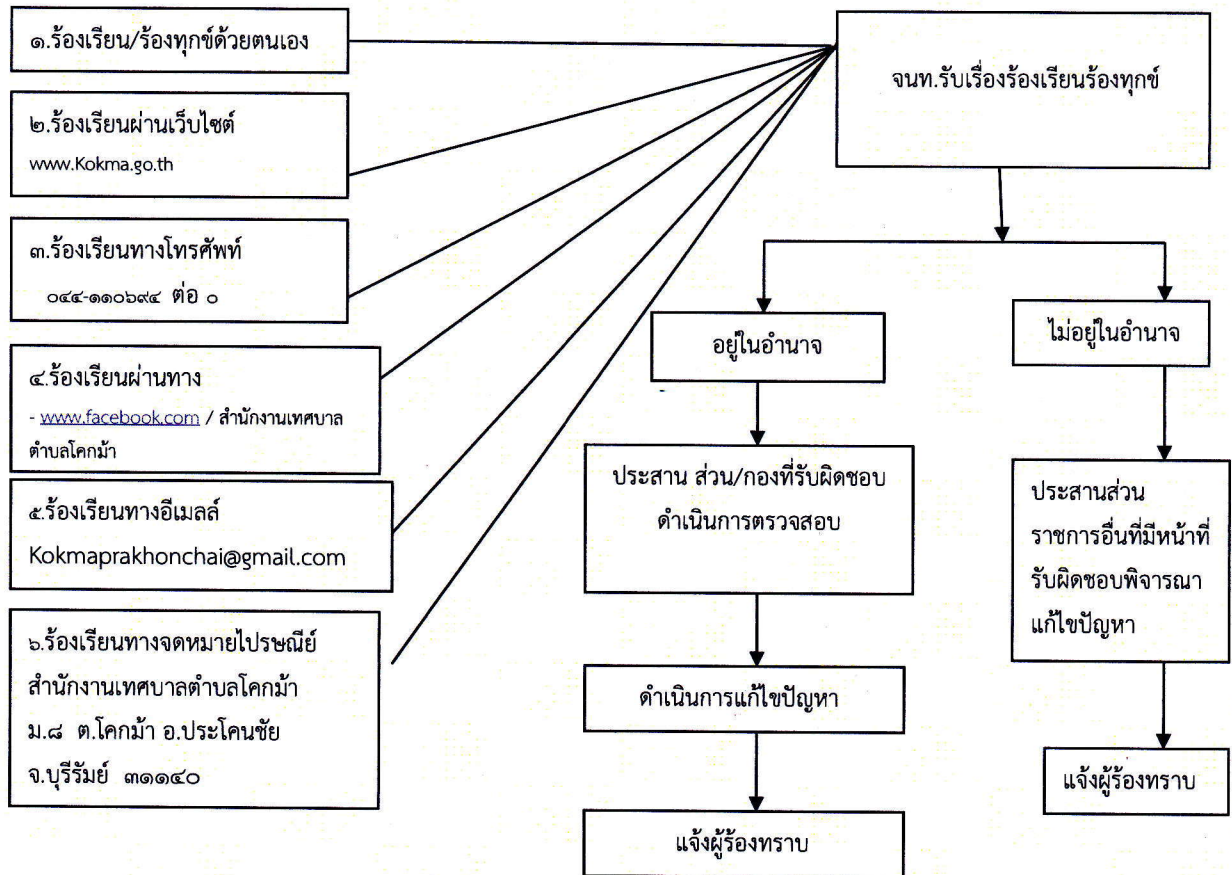 ๑.ร้องเรียน/ร้องทุกข์ด้วยตนเอง
๒.ร้องเรียนผ่านเว็บไซต์
www.Kokma.go.th
๓.ร้องเรียนทางโทรศัพท์
๐๔๔-๑๑๐๖๙๔ ต่อ ๐
๔.ร้องเรียนผ่านทาง
- www.facebook.com / สำนักงานเทศบาล
ตำบลโคกม้า
๕.ร้องเรียนทางอีเมลล์
Kokmaprakhonchai@gmail.com
๖.ร้องเรียนทางจดหมายไปรษณีย์
สำนักงานเทศบาลตำบลโคกม้า
ม.๘ ต.โคกม้า อ.ประโคนชัย
จ.บุรีรัมย์ ๓๑๑๔๐
จนท.รับเรื่องร้องเรียนร้องทุกข์
อยู่ในอำนาจ
ประสาน ส่วน/กองที่รับผิดชอบ
ดำเนินการตรวจสอบ
ดำเนินการแก้ไขปัญหา
แจ้งผู้ร้องทราบ
ไม่อยู่ในอำนาจ
ประสานส่วน
ราชการอื่นที่มีหน้าที่
รับผิดชอบพิจารณา
แก้ไขปัญหา
แจ้งผู้ร้องทราบ